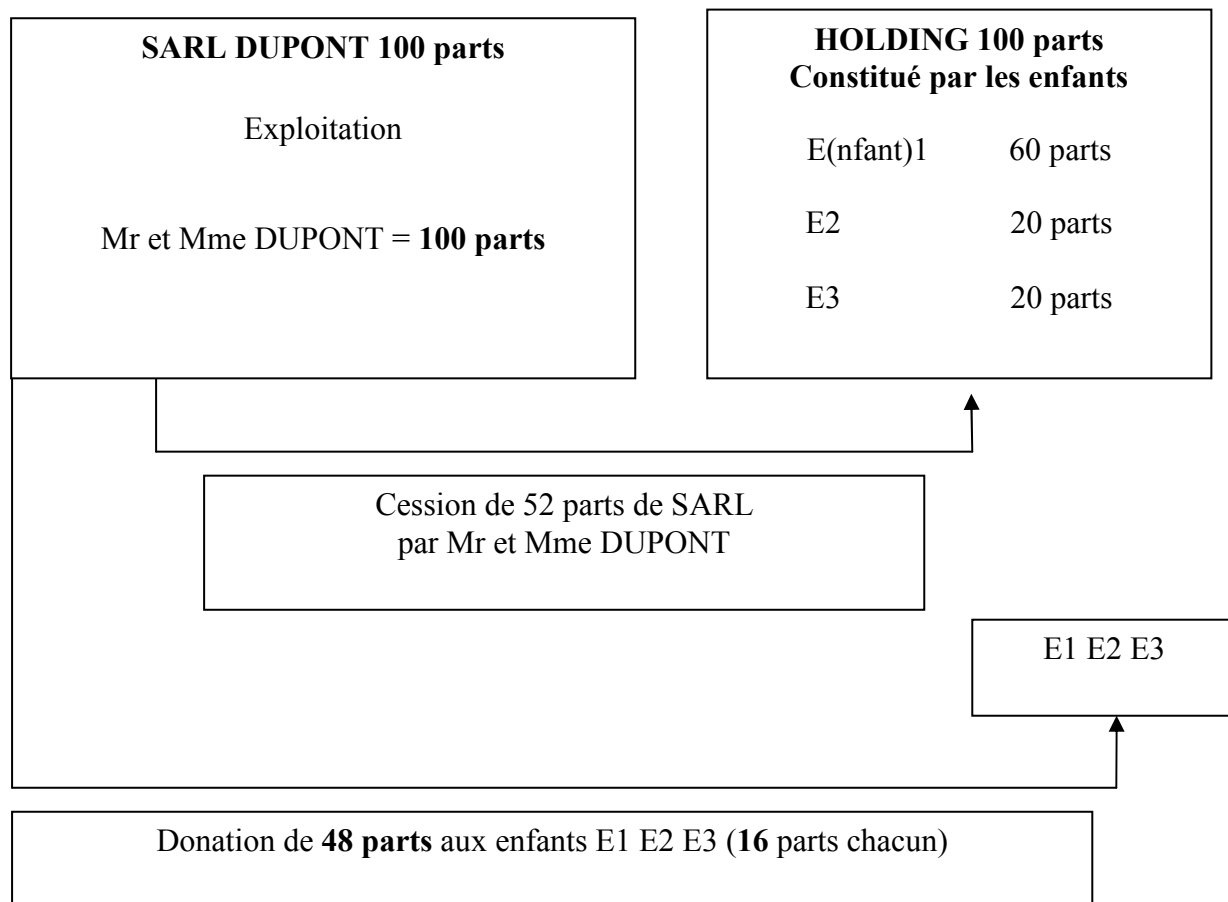 SARL DUPONT 100 parts
Exploitation
Mr et Mme DUPONT = 100 parts
HOLDING 100 parts
Constitué par les enfants
E(nfant)1 60 parts
E2 20 parts
E3 20 parts
Cession de 52 parts de SARL
par Mr et Mme DUPONT
E1 E2 E3
Donation de 48 parts aux enfants E1 E2 E3 (16 parts chacun)